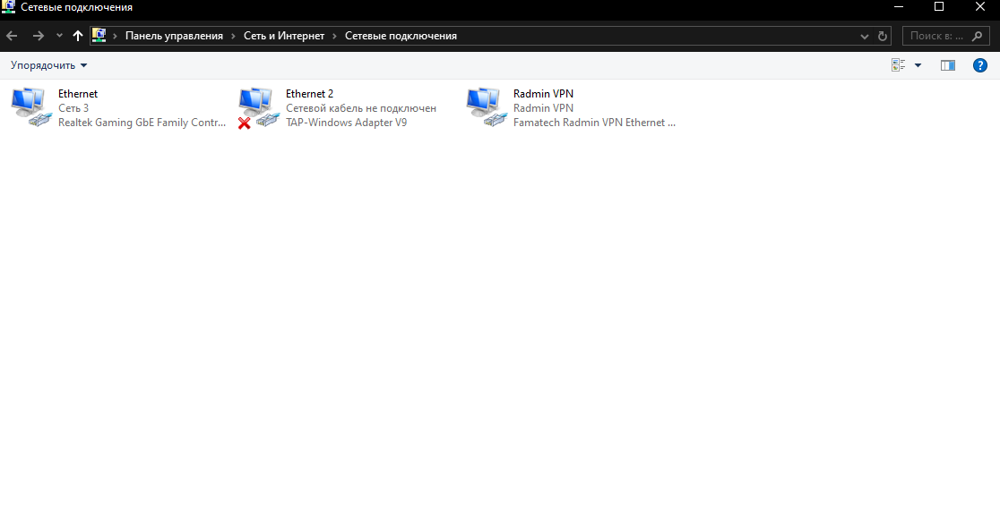 Сетевые подключения
Панель управления > Сеть и Интернет > Сетевые подключения
Поиск в: ...
Упорядочить
Ethernet
Сеть 3
Realtek Gaming GbE Family Contr...
Ethernet 2
Сетевой кабель не подключен
TAP-Windows Adapter V9
Radmin VPN
Radmin VPN
Famatech Radmin VPN Ethernet ...